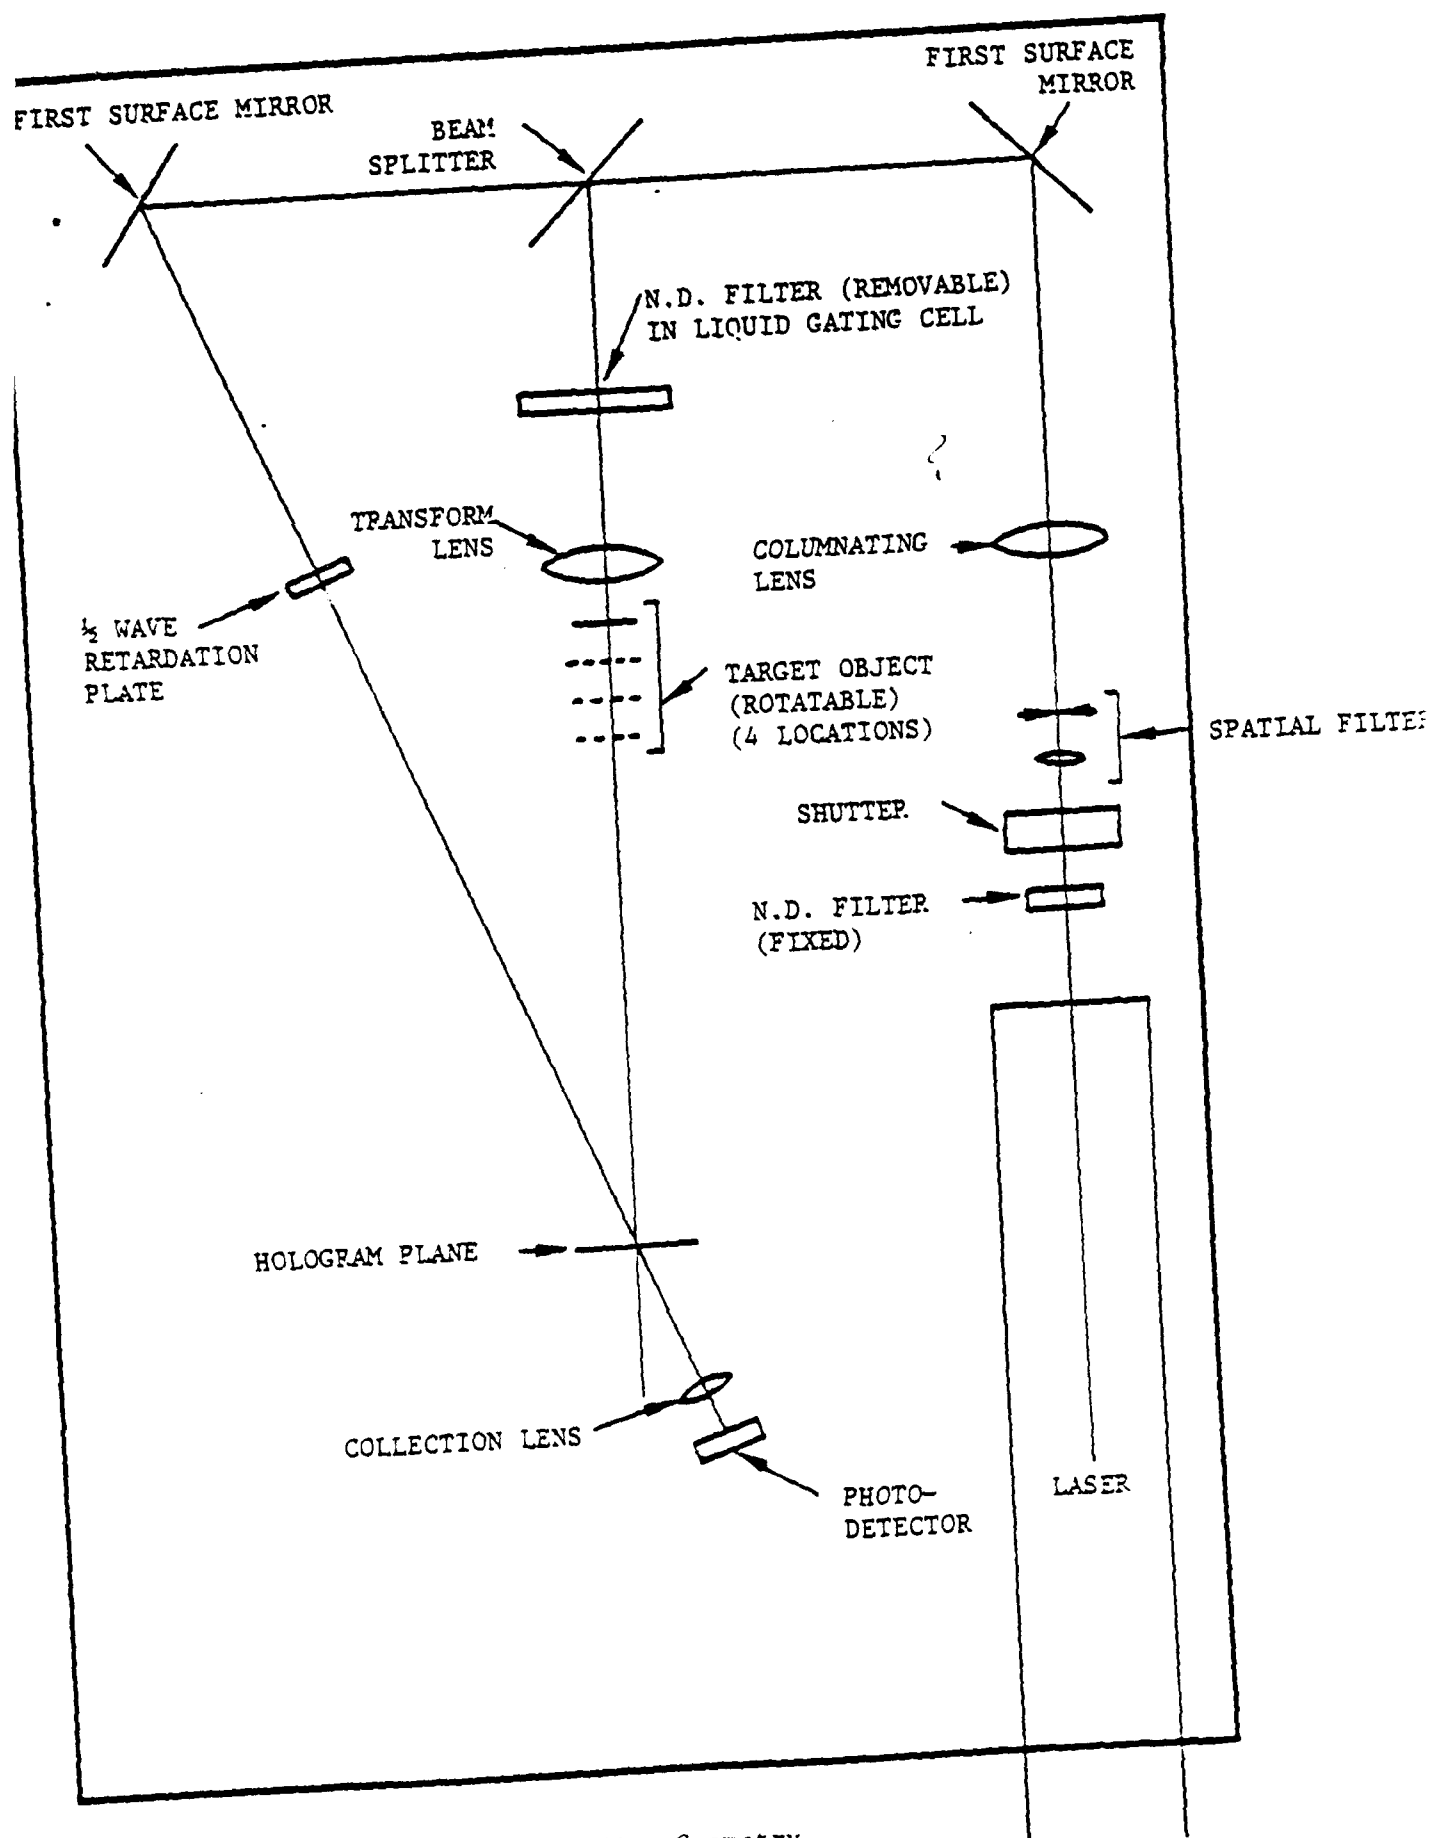 FIRST SURFACE
MIRROR
FIRST SURFACE MIRROR
BEAM
SPLITTER
N.D. FILTER (REMOVABLE)
IN LIQUID GATING CELL
TRANSFORM
LENS
COLUMNATING
LENS
½ WAVE
RETARDATION
PLATE
TARGET OBJECT
(ROTATABLE)
(4 LOCATIONS)
SPATIAL FILTER
SHUTTER
N.D. FILTER
(FIXED)
HOLOGRAM PLANE
COLLECTION LENS
LASER
PHOTO-
DETECTOR